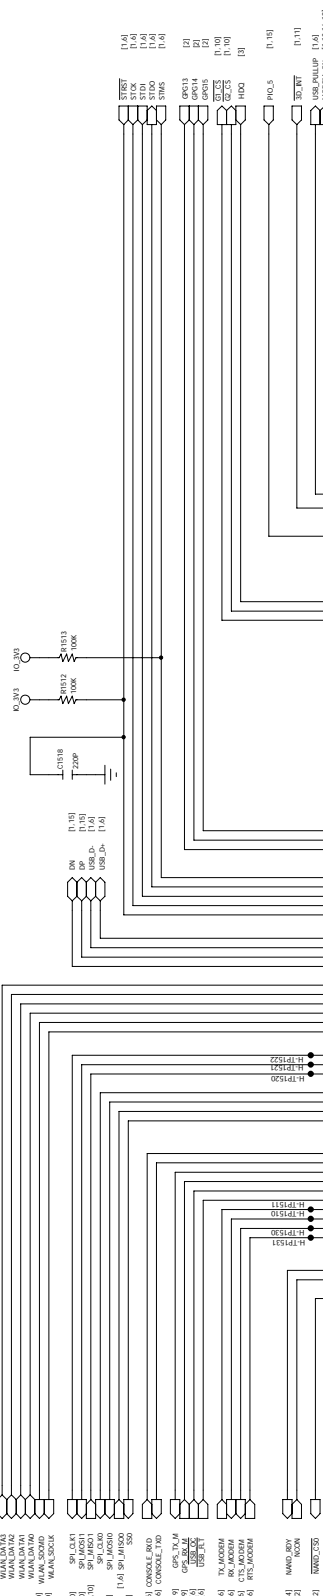 [1,6] STRST
[1,6] STCK
[1,6] STDI
[1,6] STDO
[1,6] STMS
[2] GPG13
[2] GPG14
[2] GPG15
[1,10] G1_CS
[1,10] G2_CS
[3] HDQ
[1,15] PIO_5
[1,11] 3D_INT
[1,6] USB_PULLUP
IO_3V3
R1513
100K
IO_3V3
R1512
100K
C1518
220P
[1,15] DN
[1,15] DP
[1,6] USB_D-
[1,6] USB_D+
H-TP1522
H-TP1521
H-TP1520
H-TP1511
H-TP1510
H-TP1530
H-TP1531
WLAN_DATA3
WLAN_DATA2
WLAN_DATA1
WLAN_DATA0
WLAN_SDCMD
WLAN_SDCLK
SPI_CLK1
SPI_MOSI1
SPI_MISO1
SPI_CLK0
SPI_MOSI0
[1,6] SPI_MISO0
SS0
CONSOLE_RXD
CONSOLE_TXD
GPS_TX_M
GPS_RX_M
USB_OC
USB_FLT
TX_MODEM
RX_MODEM
CTS_MODEM
RTS_MODEM
NAND_RDY
NCON
NAND_CS0